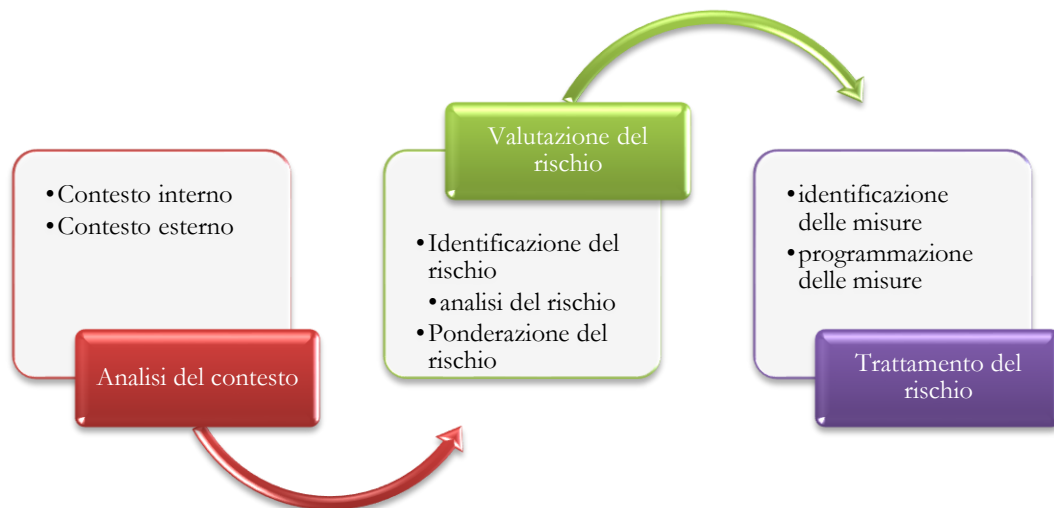 •Contesto interno
•Contesto esterno
Analisi del contesto
Valutazione del
rischio
•Identificazione del
rischio
•analisi del rischio
•Ponderazione del
rischio
•identificazione
delle misure
•programmazione
delle misure
Trattamento del
rischio